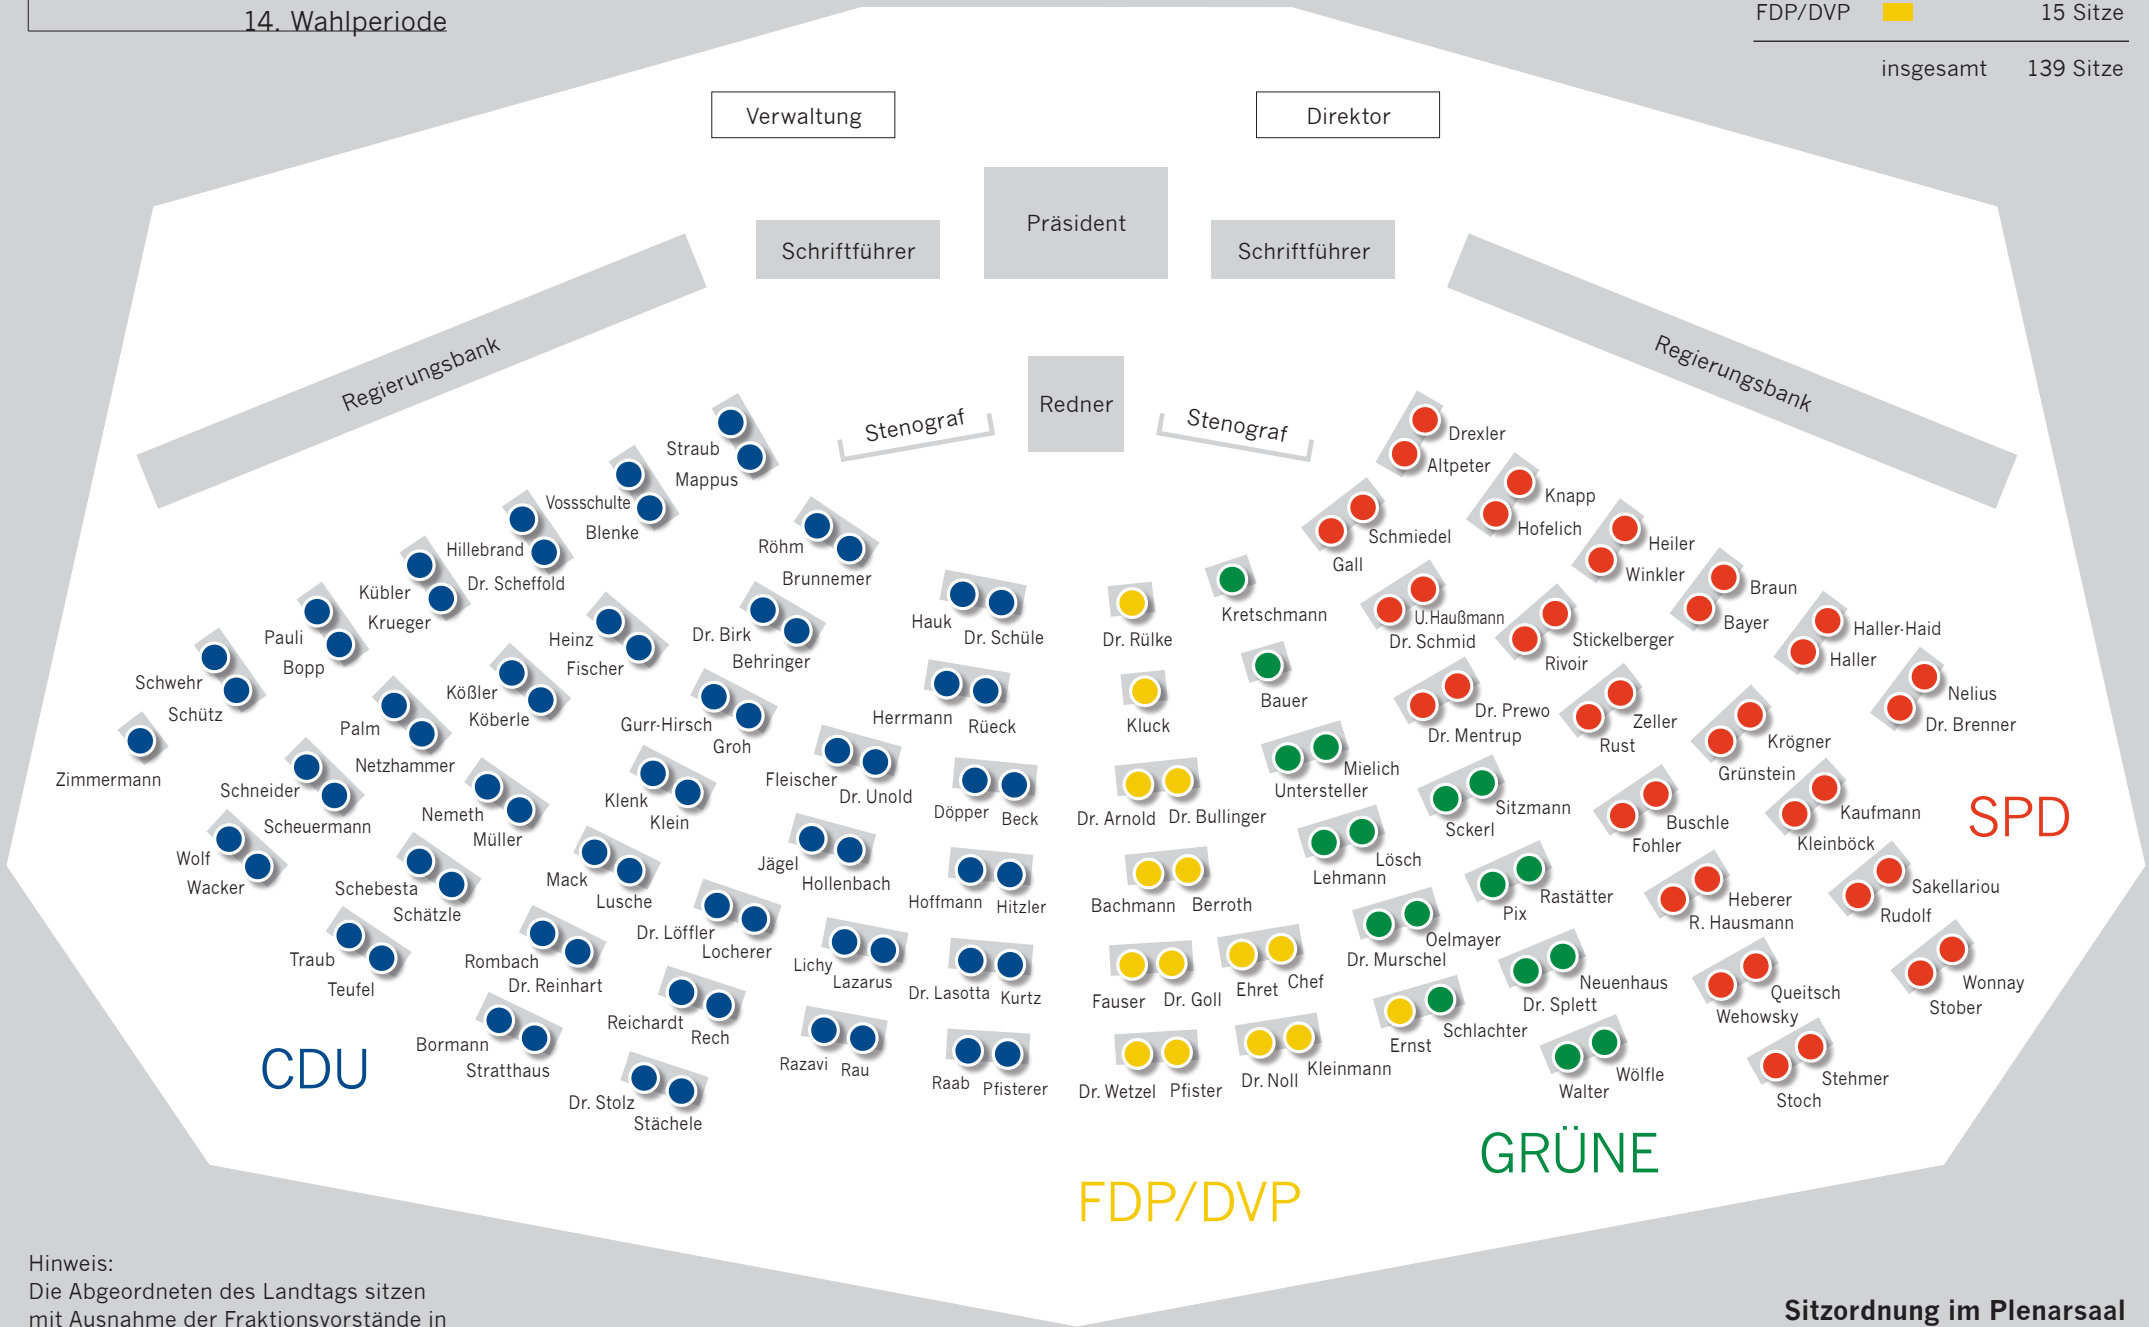 14. Wahlperiode
FDP/DVP 15 Sitze
insgesamt 139 Sitze
Verwaltung
Direktor
Präsident
Schriftführer
Schriftführer
Regierungsbank
Regierungsbank
Redner
Stenograf
Stenograf
Straub
Mappus
Vossschulte
Blenke
Hillebrand
Dr. Scheffold
Kübler
Krueger
Pauli
Bopp
Schwehr
Schütz
Zimmermann
Röhm
Brunnemer
Dr. Birk
Behringer
Heinz
Fischer
Kößler
Köberle
Palm
Netzhammer
Schneider
Scheuermann
Wolf
Wacker
Hauk
Dr. Schüle
Herrmann
Rüeck
Gurr-Hirsch
Groh
Fleischer
Dr. Unold
Döpper
Beck
Klenk
Klein
Nemeth
Müller
Schebesta
Schätzle
Traub
Teufel
Jägel
Hollenbach
Hoffmann
Hitzler
Mack
Lusche
Dr. Löffler
Locherer
Rombach
Dr. Reinhart
Lichy
Lazarus
Dr. Lasotta
Kurtz
Reichardt
Rech
Bormann
Stratthaus
Razavi
Rau
Raab
Pfisterer
Dr. Stolz
Stächele
CDU
Dr. Rülke
Kluck
Dr. Arnold
Dr. Bullinger
Bachmann
Berroth
Fauser
Dr. Goll
Ehret
Chef
Dr. Wetzel
Pfister
Dr. Noll
Kleinmann
Ernst
Schlachter
FDP/DVP
Kretschmann
Bauer
Mielich
Untersteller
Lösch
Lehmann
Sitzmann
Sckerl
Rastätter
Pix
Oelmayer
Dr. Murschel
Neuenhaus
Dr. Splett
Wölfle
Walter
GRÜNE
Drexler
Altpeter
Schmiedel
Gall
Knapp
Hofelich
Heiler
Winkler
Braun
Bayer
Haller-Haid
Haller
Nelius
Dr. Brenner
U.Haußmann
Dr. Schmid
Stickelberger
Rivoir
Dr. Prewo
Dr. Mentrup
Zeller
Rust
Krögner
Grünstein
Kaufmann
Kleinböck
Buschle
Fohler
Heberer
R. Hausmann
Sakellariou
Rudolf
Queitsch
Wehowsky
Wonnay
Stober
Stehmer
Stoch
SPD
Hinweis:
Die Abgeordneten des Landtags sitzen
mit Ausnahme der Fraktionsvorstände in
Sitzordnung im Plenarsaal